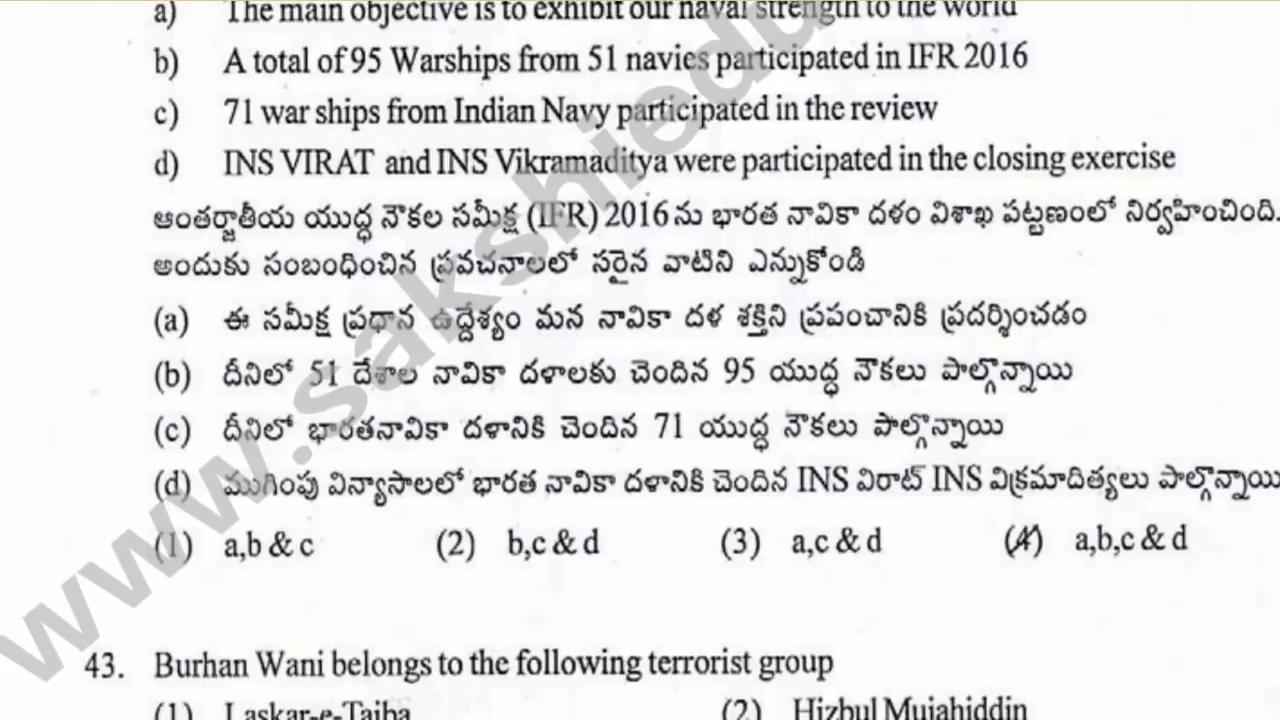 a) The main objective is to exhibit our naval strength to the world
b) A total of 95 Warships from 51 navies participated in IFR 2016
c) 71 war ships from Indian Navy participated in the review
d) INS VIRAT and INS Vikramaditya were participated in the closing exercise
ఆంతర్జాతీయ యుద్ధ నౌకల సమీక్ష (IFR) 2016 ను భారత నావికా దళం విశాఖ పట్టణంలో నిర్వహించింది.
అందుకు సంబంధించిన ప్రవచనాలలో సరైన వాటిని ఎన్నుకోండి
(a) ఈ సమీక్ష ప్రధాన ఉద్దేశ్యం మన నావికా దళ శక్తిని ప్రపంచానికి ప్రదర్శించడం
(b) దీనిలో 51 దేశాల నావికా దళాలకు చెందిన 95 యుద్ధ నౌకలు పాల్గొన్నాయి
(c) దీనిలో భారతనావికా దళానికి చెందిన 71 యుద్ధ నౌకలు పాల్గొన్నాయి
(d) ముగింపు విన్యాసాలలో భారత నావికా దళానికి చెందిన INS విరాట్ INS విక్రమాదిత్యలు పాల్గొన్నాయి
(1) a,b & c (2) b,c & d (3) a,c & d (4) a,b,c & d
43. Burhan Wani belongs to the following terrorist group
(1) Laskar-e-Taiba (2) Hizbul Mujahiddin
www.sakshiedu